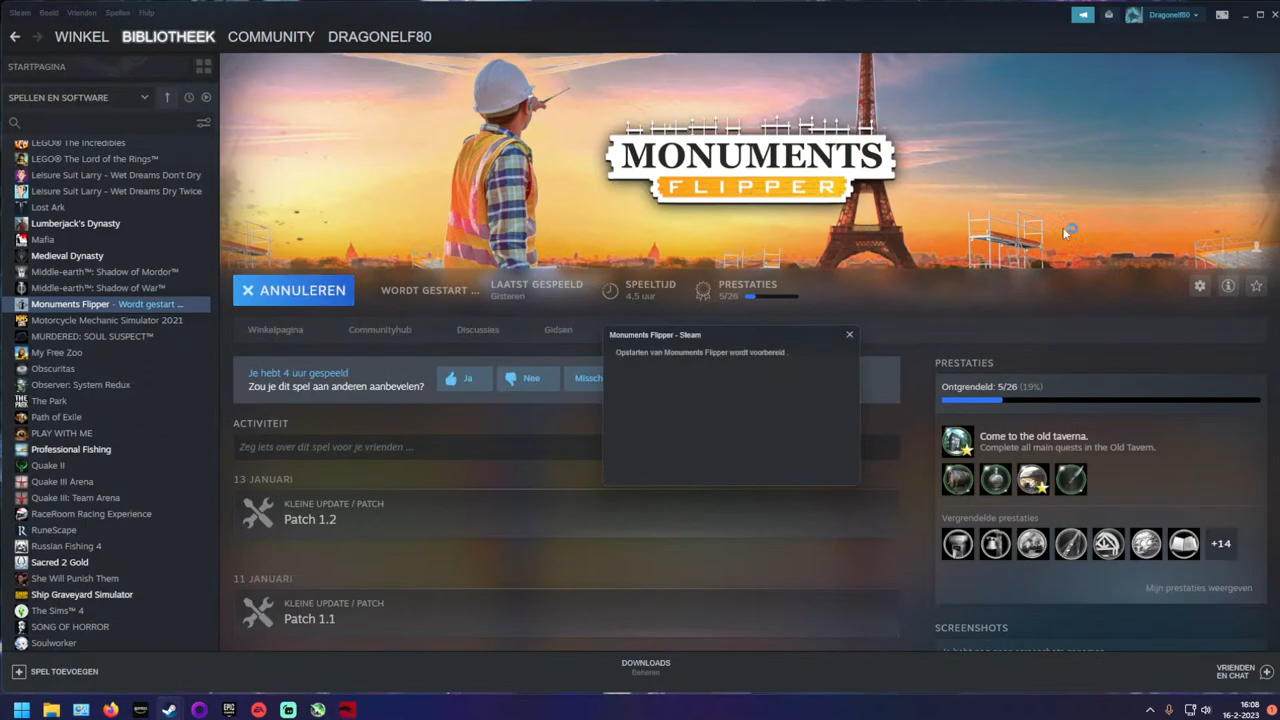 Steam Beeld Vrienden Spellen Hulp
Dragonelf80
WINKEL BIBLIOTHEEK COMMUNITY DRAGONELF80
STARTPAGINA
SPELLEN EN SOFTWARE
LEGO® The Incredibles
LEGO® The Lord of the Rings™
Leisure Suit Larry - Wet Dreams Don't Dry
Leisure Suit Larry - Wet Dreams Dry Twice
Lost Ark
Lumberjack's Dynasty
Mafia
Medieval Dynasty
Middle-earth™: Shadow of Mordor™
Middle-earth™: Shadow of War™
Monuments Flipper - Wordt gestart ...
Motorcycle Mechanic Simulator 2021
MURDERED: SOUL SUSPECT™
My Free Zoo
Obscuritas
Observer: System Redux
The Park
Path of Exile
PLAY WITH ME
Professional Fishing
Quake II
Quake III Arena
Quake III: Team Arena
RaceRoom Racing Experience
RuneScape
Russian Fishing 4
Sacred 2 Gold
She Will Punish Them
Ship Graveyard Simulator
The Sims™ 4
SONG OF HORROR
Soulworker
MONUMENTS
FLIPPER
ANNULEREN
WORDT GESTART ...
LAATST GESPEELD
Gisteren
SPEELTIJD
4,5 uur
PRESTATIES
5/26
Winkelpagina Communityhub Discussies Gidsen
Monuments Flipper - Steam
Opstarten van Monuments Flipper wordt voorbereid .
Je hebt 4 uur gespeeld
Zou je dit spel aan anderen aanbevelen?
Ja Nee Missch
ACTIVITEIT
Zeg iets over dit spel voor je vrienden ...
13 JANUARI
KLEINE UPDATE / PATCH
Patch 1.2
11 JANUARI
KLEINE UPDATE / PATCH
Patch 1.1
PRESTATIES
Ontgrendeld: 5/26 (19%)
Come to the old taverna.
Complete all main quests in the Old Tavern.
Vergrendelde prestaties
+14
Mijn prestaties weergeven
SCREENSHOTS
SPEL TOEVOEGEN
DOWNLOADS
Beheren
VRIENDEN
EN CHAT
EPIC
GAMES
EA
16:08
16-2-2023
1